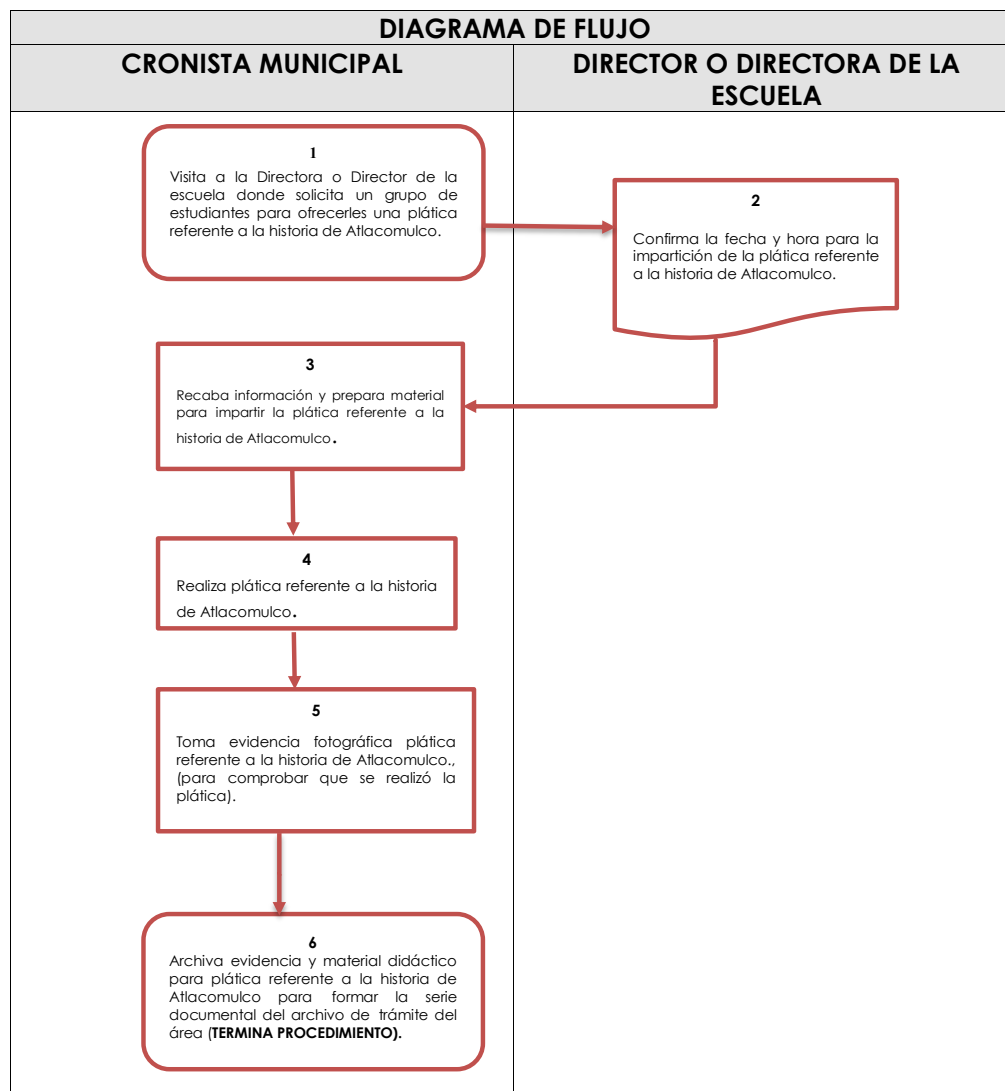 DIAGRAMA DE FLUJO
CRONISTA MUNICIPAL
DIRECTOR O DIRECTORA DE LA
ESCUELA
1
Visita a la Directora o Director de la
escuela donde solicita un grupo de
estudiantes para ofrecerles una plática
referente a la historia de Atlacomulco.
2
Confirma la fecha y hora para la
impartición de la plática referente
a la historia de Atlacomulco.
3
Recaba información y prepara material
para impartir la plática referente a la
historia de Atlacomulco.
4
Realiza plática referente a la historia
de Atlacomulco.
5
Toma evidencia fotográfica plática
referente a la historia de Atlacomulco.,
(para comprobar que se realizó la
plática).
6
Archiva evidencia y material didáctico
para plática referente a la historia de
Atlacomulco para formar la serie
documental del archivo de trámite del
área (TERMINA PROCEDIMIENTO).